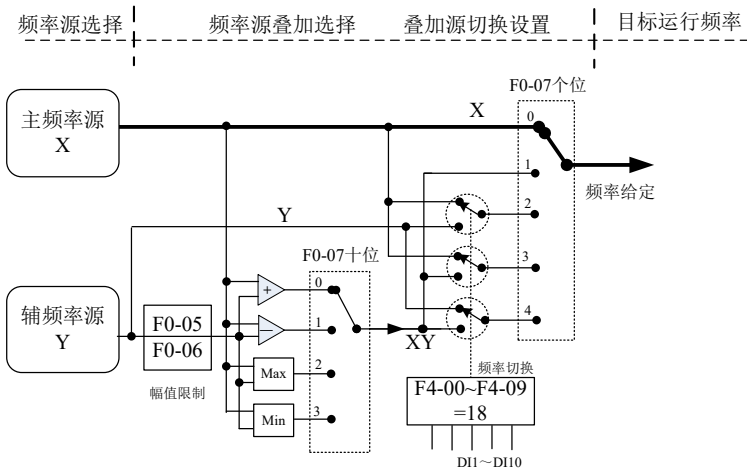 频率源选择
频率源叠加选择
叠加源切换设置
目标运行频率
F0-07个位
主频率源
X
X
0
1
2
3
4
频率给定
Y
F0-07十位
辅频率源
Y
F0-05
F0-06
幅值限制
+
−
Max
Min
0
1
2
3
XY
频率切换
F4-00~F4-09
=18
DI1～DI10